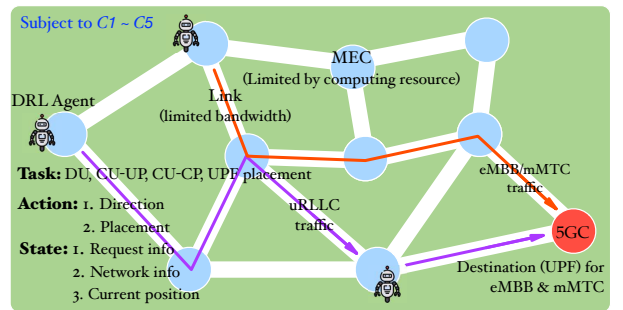 Subject to C1 ~ C5
MEC
(Limited by computing resource)
DRL Agent
Link
(limited bandwidth)
Task: DU, CU-UP, CU-CP, UPF placement
eMBB/mMTC
traffic
Action: 1. Direction
2. Placement
uRLLC
traffic
State: 1. Request info
2. Network info
3. Current position
5GC
Destination (UPF) for
eMBB & mMTC